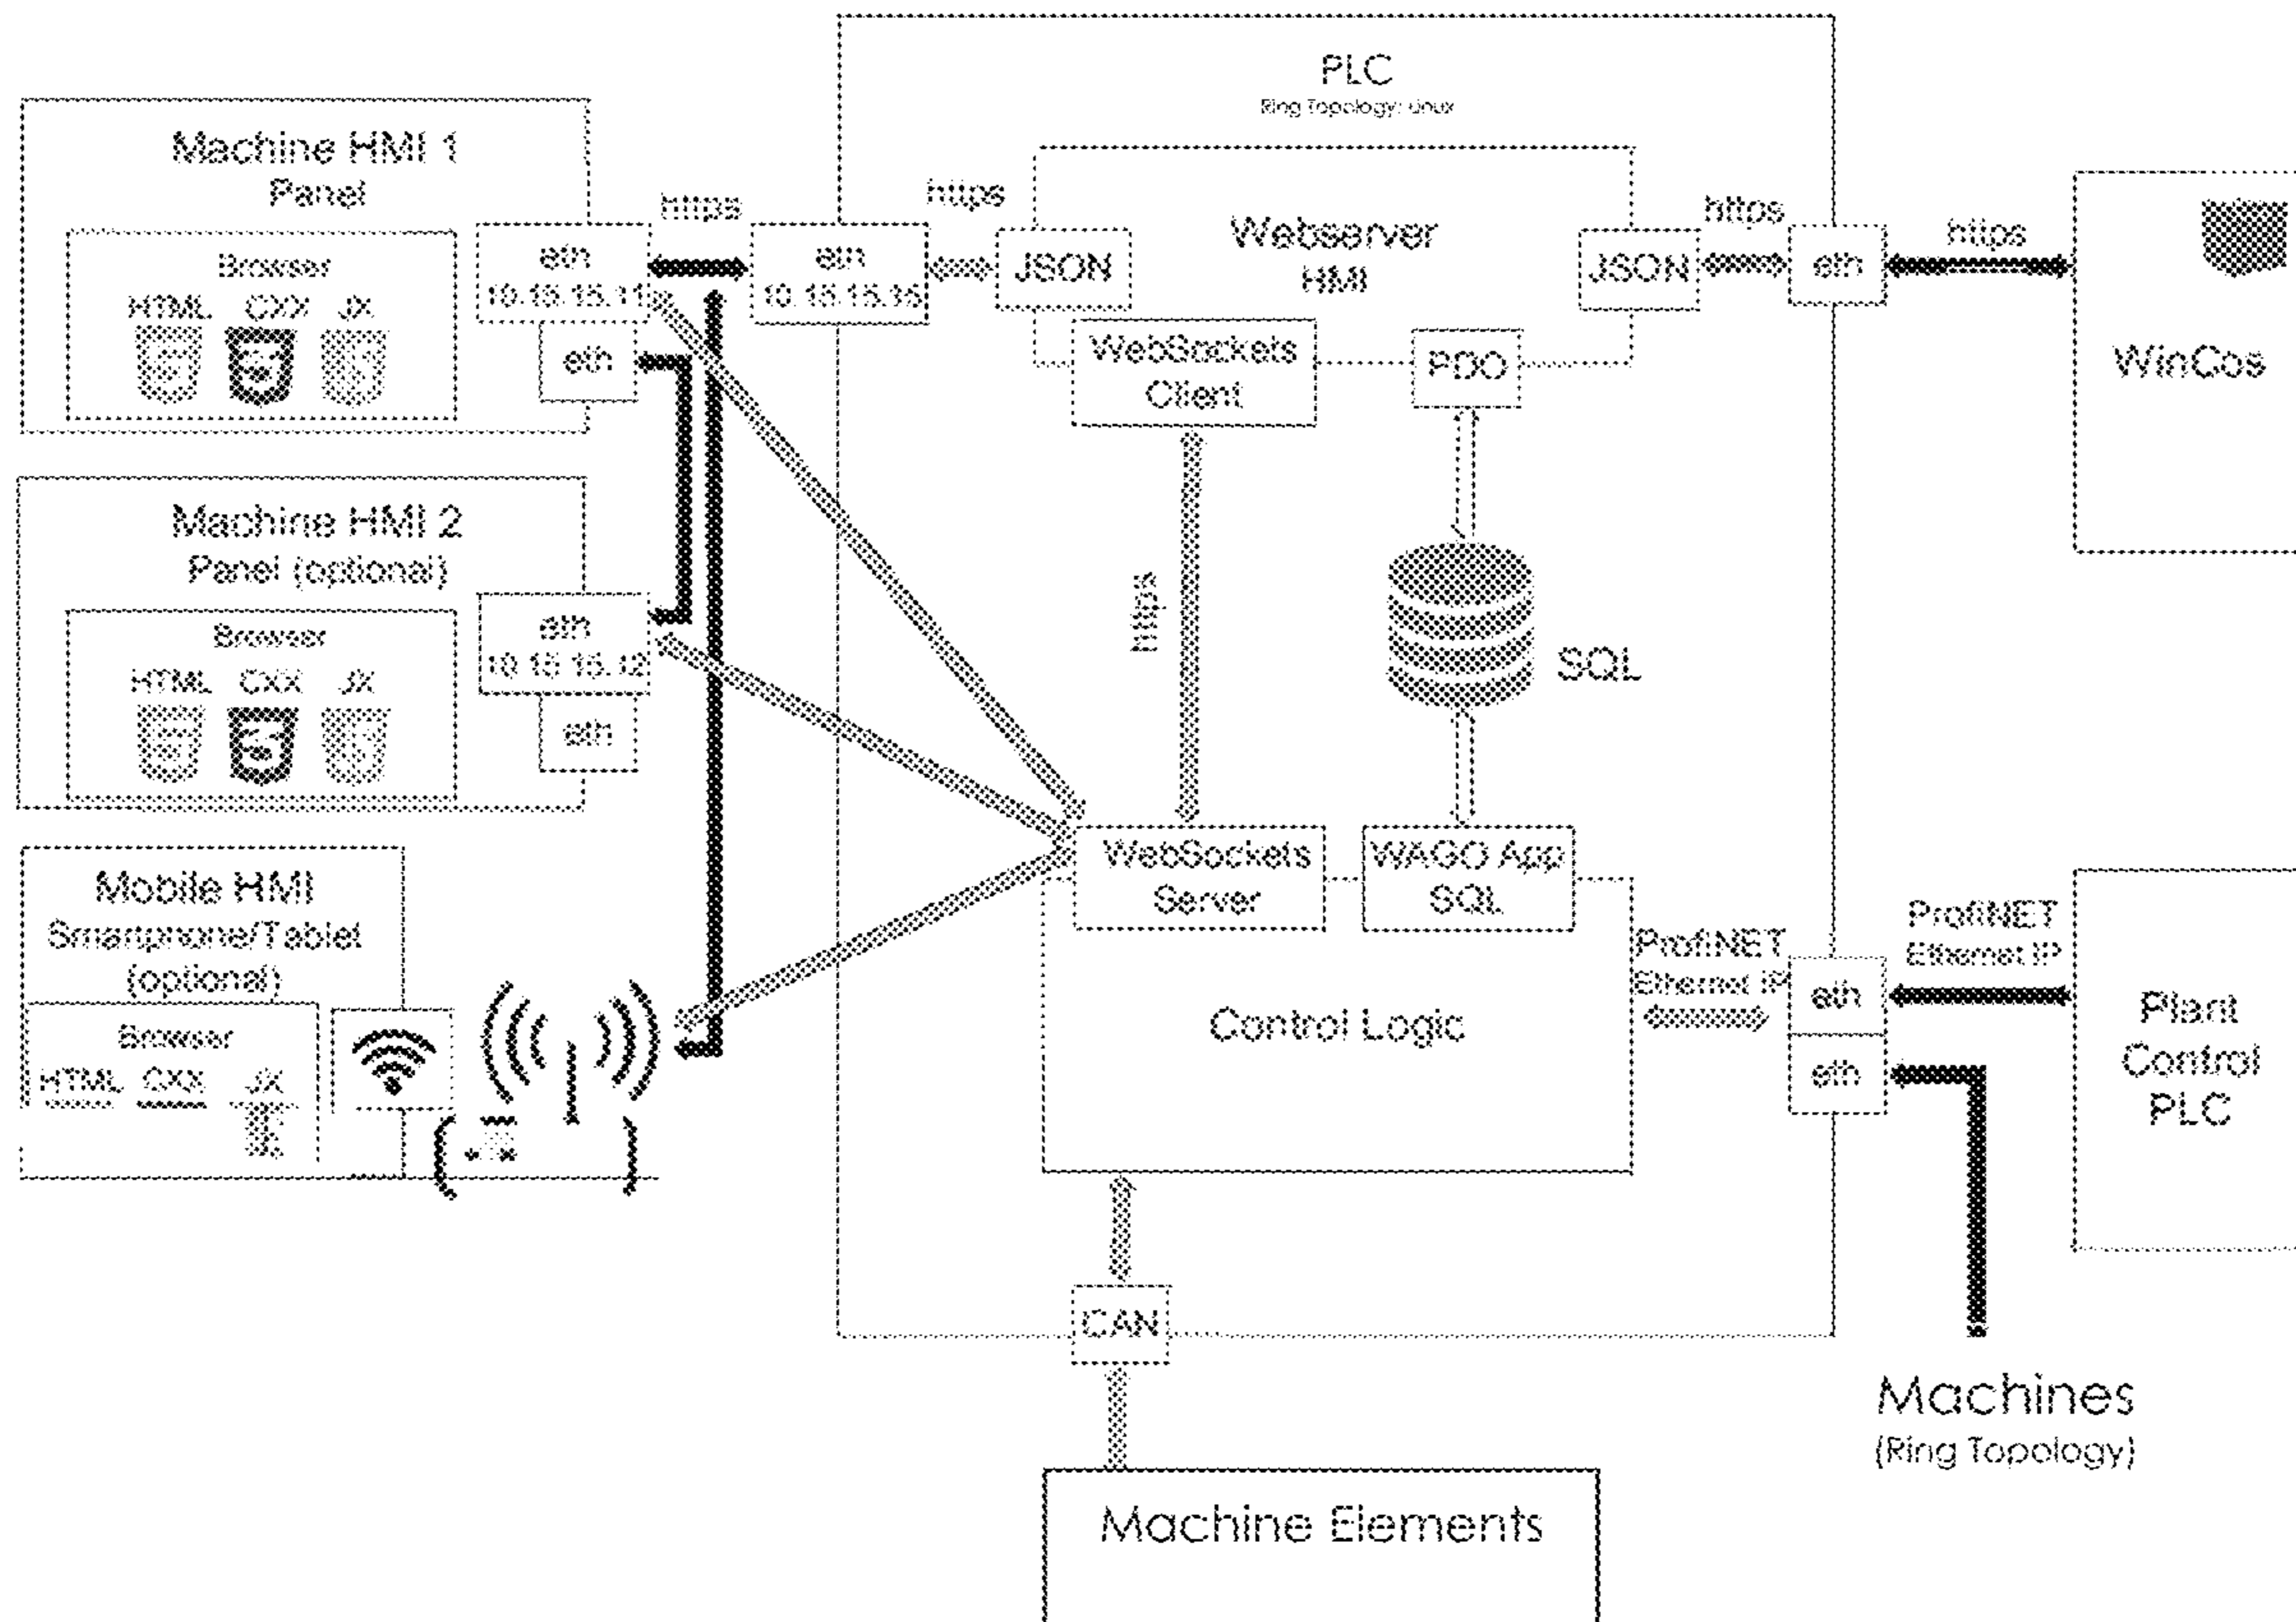 PLC
Ring Topology: Linux
Machine HMI 1
Panel
Browser
HTML CXX JX
eth
10.15.15.11
eth
https
eth
10.15.15.15
https
JSON
Webserver
HMI
JSON
https
eth
https
WinCos
WebSockets
Client
PDO
Machine HMI 2
Panel (optional)
Browser
HTML CXX JX
eth
10.15.15.12
eth
https
SQL
Mobile HMI
Smartphone/Tablet
(optional)
Browser
HTML CXX JX
WebSockets
Server
WAGO App
SQL
Control Logic
ProfiNET
Ethernet IP
eth
eth
ProfiNET
Ethernet IP
Plant
Control
PLC
CAN
Machines
(Ring Topology)
Machine Elements